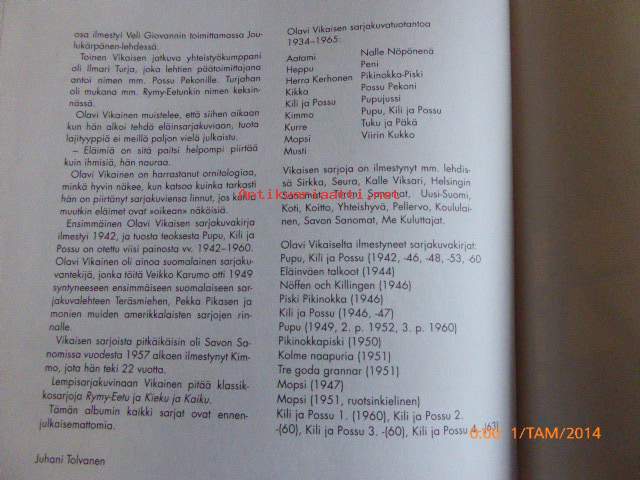 osa ilmestyi Veli Giovannin toimittamassa Jou-
lukärpänen-lehdessä.
Toinen Vikaisen jatkuva yhteistyökumppani
oli Ilmari Turja, joka lehtien päätoimittajana
antoi nimen mm. Possu Pekonille. Turjahan
oli mukana mm. Rymy-Eetunkin nimen keksin-
nässä.
Olavi Vikainen muistelee, että siihen aikaan
kun hän alkoi tehdä eläinsarjakuviaan, tuota
lajityyppiä ei meillä paljon vielä julkaistu.
– Eläimiä on sitä paitsi helpompi piirtää
kuin ihmisiä, hän nauraa.
Olavi Vikainen on harrastanut ornitologiaa,
minkä hyvin näkee, kun katsoo kuinka tarkasti
hän on piirtänyt sarjakuviensa linnut, jos kaikki
muutkin eläimet ovat «oikean» näköisiä.
Ensimmäinen Olavi Vikaisen sarjakuvakirja
ilmestyi 1942, ja tuosta teoksesta Pupu, Kili ja
Possu on otettu viisi painosta vv. 1942–1960.
Olavi Vikainen oli ainoa suomalainen sarjaku-
vantekijä, jonka töitä Veikko Karumo otti 1949
syntyneeseen ensimmäiseen suomalaiseen sar-
jakuvalehteen Teräsmiehen, Pekka Pikasen ja
monien muiden amerikkalaisten sarjojen rin-
nalle.
Vikaisen sarjoista pitkäikäisin oli Savon Sa-
nomissa vuodesta 1957 alkaen ilmestynyt Kim-
mo, jota hän teki 22 vuotta.
Lempisarjakuvinaan Vikainen pitää klassik-
kosarjoja Rymy-Eetu ja Kieku ja Kaiku.
Tämän albumin kaikki sarjat ovat ennen-
julkaisemattomia.
Juhani Tolvanen
Olavi Vikaisen sarjakuvatuotantoa
1934–1965:
Aatami
Heppu
Herra Kerhonen
Kikka
Kili ja Possu
Kimmo
Kurre
Mopsi
Musti
Nalle Nöpönenä
Peni
Pikinokka-Piski
Possu Pekoni
Pupujussi
Pupu, Kili ja Possu
Tuku ja Päkä
Viirin Kukko
Vikaisen sarjoja on ilmestynyt mm. lehdis-
sä Sirkka, Seura, Kalle Viksari, Helsingin
Sanomat, Turun Sanomat, Uusi-Suomi,
Koti, Koitto, Yhteishyvä, Pellervo, Koululai-
nen, Savon Sanomat, Me Kuluttajat.
Olavi Vikaiselta ilmestyneet sarjakuvakirjat:
Pupu, Kili ja Possu (1942, -46, -48, -53, -60
Eläinväen talkoot (1944)
Nöffen och Killingen (1946)
Piski Pikinokka (1946)
Kili ja Possu (1946, -47)
Pupu (1949, 2. p. 1952, 3. p. 1960)
Pikinokkapiski (1950)
Kolme naapuria (1951)
Tre goda grannar (1951)
Mopsi (1947)
Mopsi (1951, ruotsinkielinen)
Kili ja Possu 1. (1960), Kili ja Possu 2.
-(60), Kili ja Possu 3. -(60), Kili ja Possu 4. -(63)
0:00 1/TAM/2014